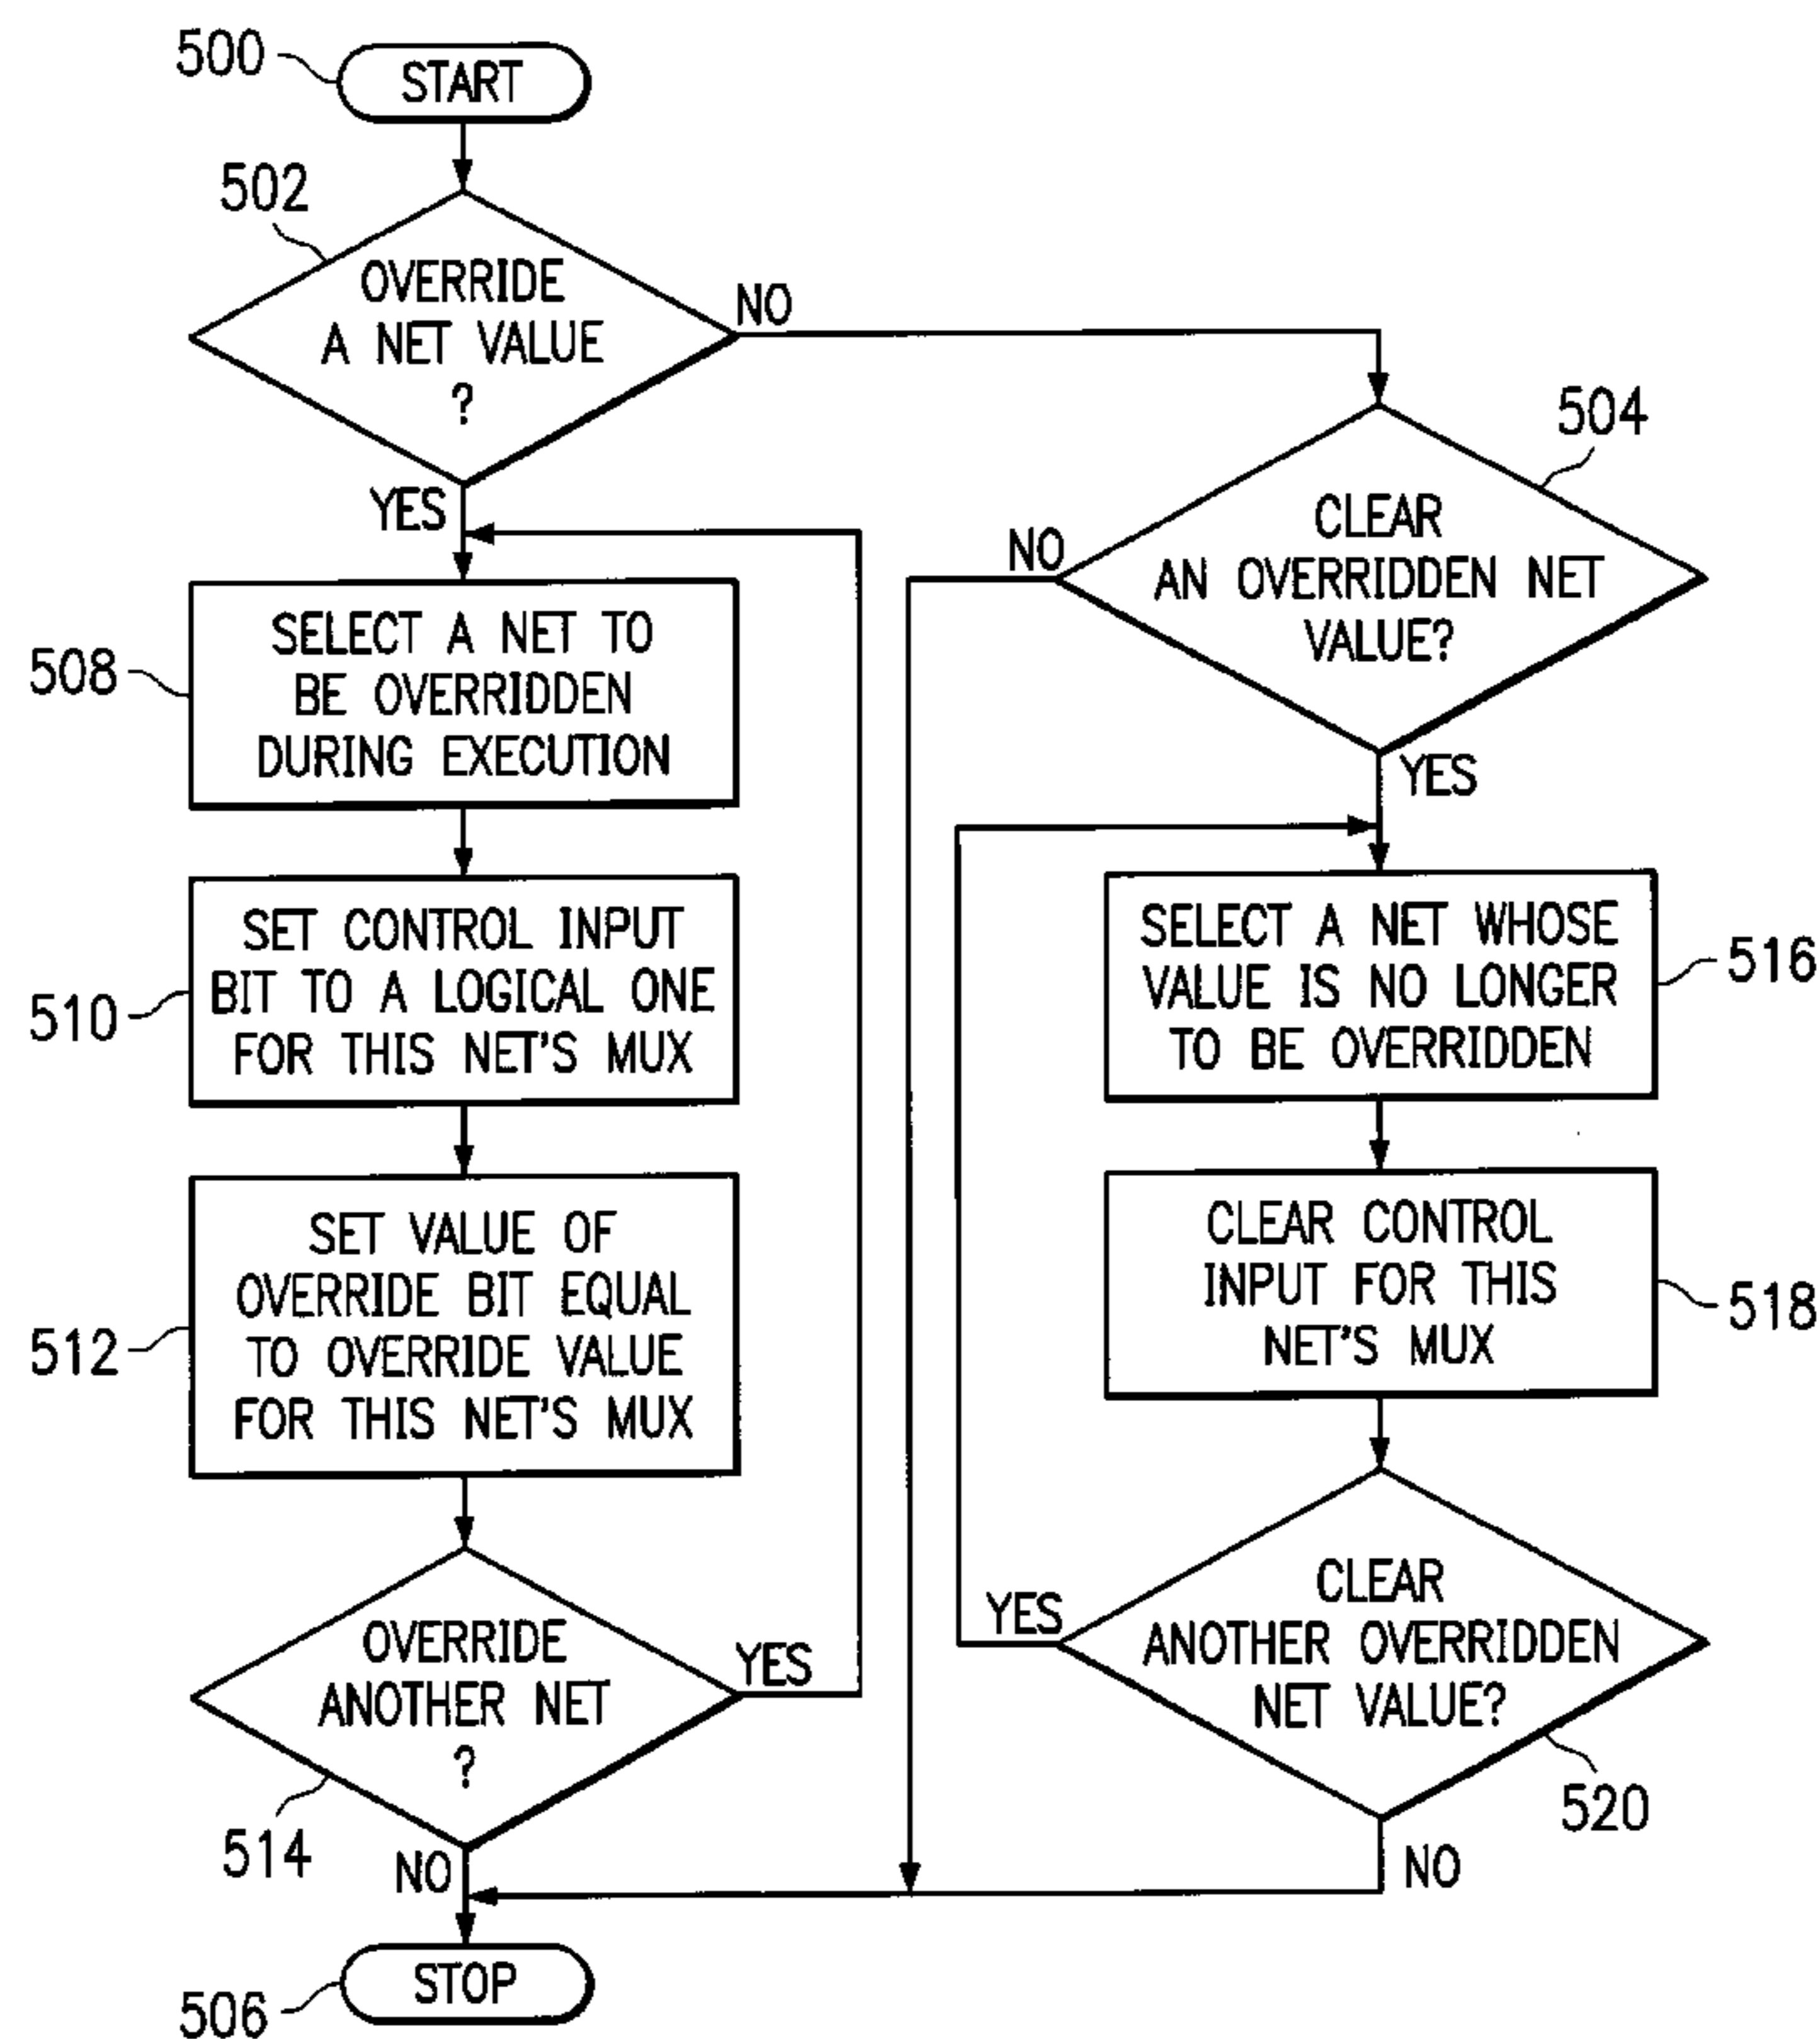 500
START
502
OVERRIDE
A NET VALUE
?
NO
YES
504
CLEAR
AN OVERRIDDEN NET
VALUE?
NO
YES
508
SELECT A NET TO
BE OVERRIDDEN
DURING EXECUTION
510
SET CONTROL INPUT
BIT TO A LOGICAL ONE
FOR THIS NET'S MUX
512
SET VALUE OF
OVERRIDE BIT EQUAL
TO OVERRIDE VALUE
FOR THIS NET'S MUX
OVERRIDE
ANOTHER NET
?
YES
514
NO
516
SELECT A NET WHOSE
VALUE IS NO LONGER
TO BE OVERRIDDEN
518
CLEAR CONTROL
INPUT FOR THIS
NET'S MUX
CLEAR
ANOTHER OVERRIDDEN
NET VALUE?
YES
520
NO
STOP
506